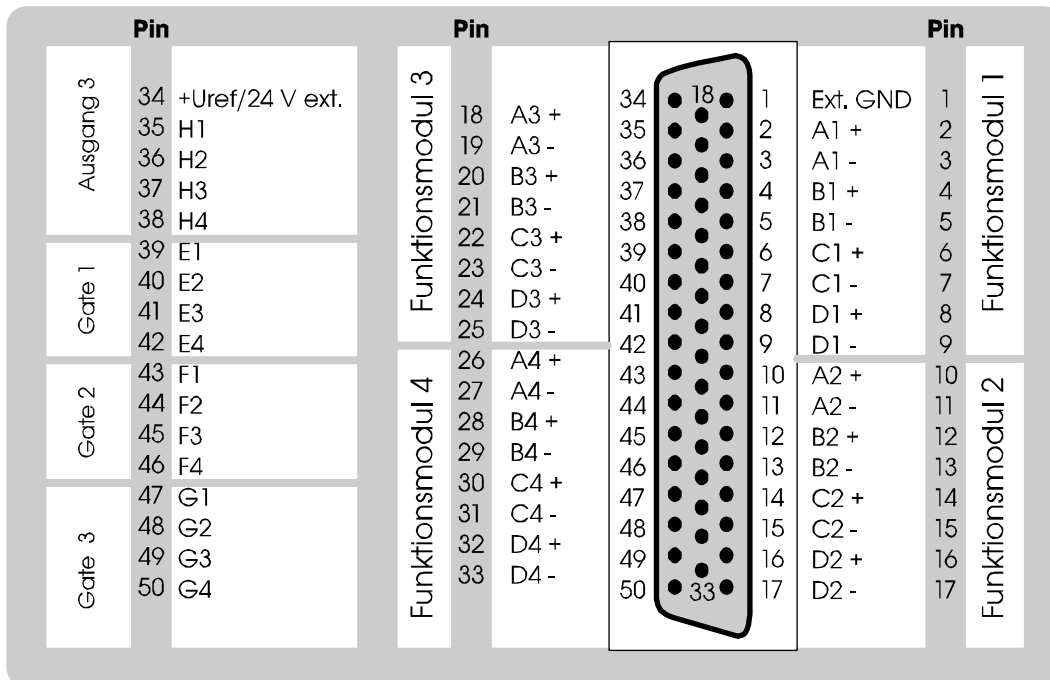 Pin
Ausgang 3
34 +Uref/24 V ext.
35 H1
36 H2
37 H3
38 H4
Gate 1
39 E1
40 E2
41 E3
42 E4
Gate 2
43 F1
44 F2
45 F3
46 F4
Gate 3
47 G1
48 G2
49 G3
50 G4
Pin
Funktionsmodul 3
18 A3 +
19 A3 -
20 B3 +
21 B3 -
22 C3 +
23 C3 -
24 D3 +
25 D3 -
Funktionsmodul 4
26 A4 +
27 A4 -
28 B4 +
29 B4 -
30 C4 +
31 C4 -
32 D4 +
33 D4 -
34 18 1
35 2
36 3
37 4
38 5
39 6
40 7
41 8
42 9
43 10
44 11
45 12
46 13
47 14
48 15
49 16
50 33 17
Pin
Funktionsmodul 1
Ext. GND 1
A1 + 2
A1 - 3
B1 + 4
B1 - 5
C1 + 6
C1 - 7
D1 + 8
D1 - 9
Funktionsmodul 2
A2 + 10
A2 - 11
B2 + 12
B2 - 13
C2 + 14
C2 - 15
D2 + 16
D2 - 17